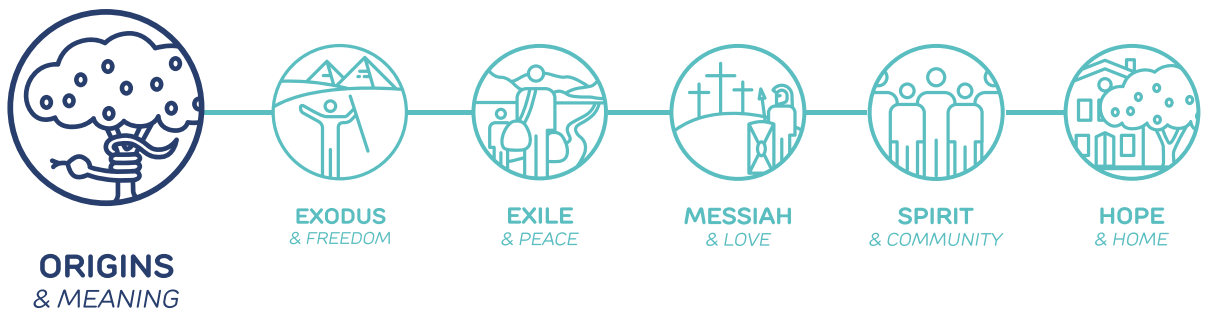 ORIGINS
& MEANING
EXODUS
& FREEDOM
EXILE
& PEACE
MESSIAH
& LOVE
SPIRIT
& COMMUNITY
HOPE
& HOME